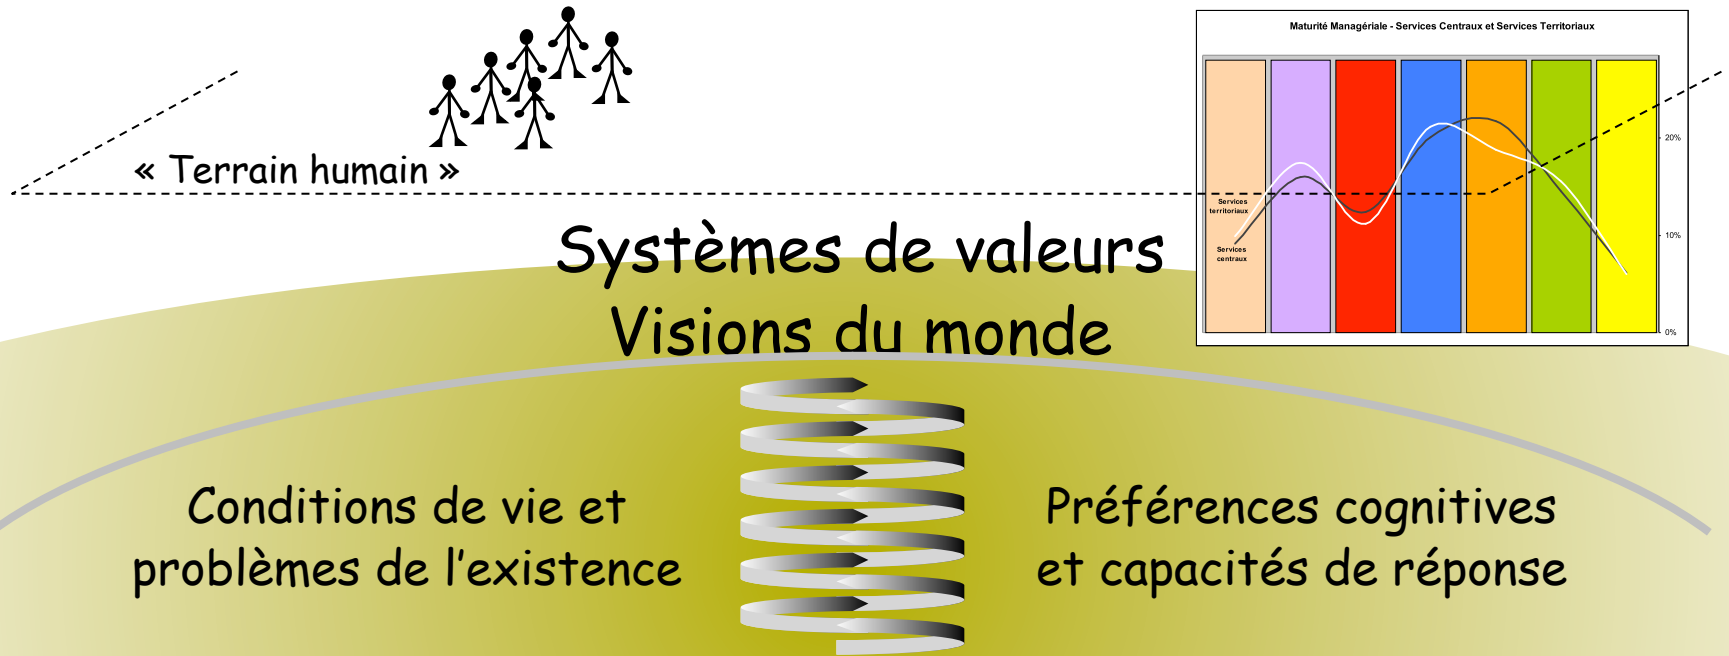 Maturité Managériale - Services Centraux et Services Territoriaux
20%
« Terrain humain »
Services
territoriaux
10%
Services
centraux
Systèmes de valeurs
Visions du monde
0%
Conditions de vie et
problèmes de l’existence
Préférences cognitives
et capacités de réponse